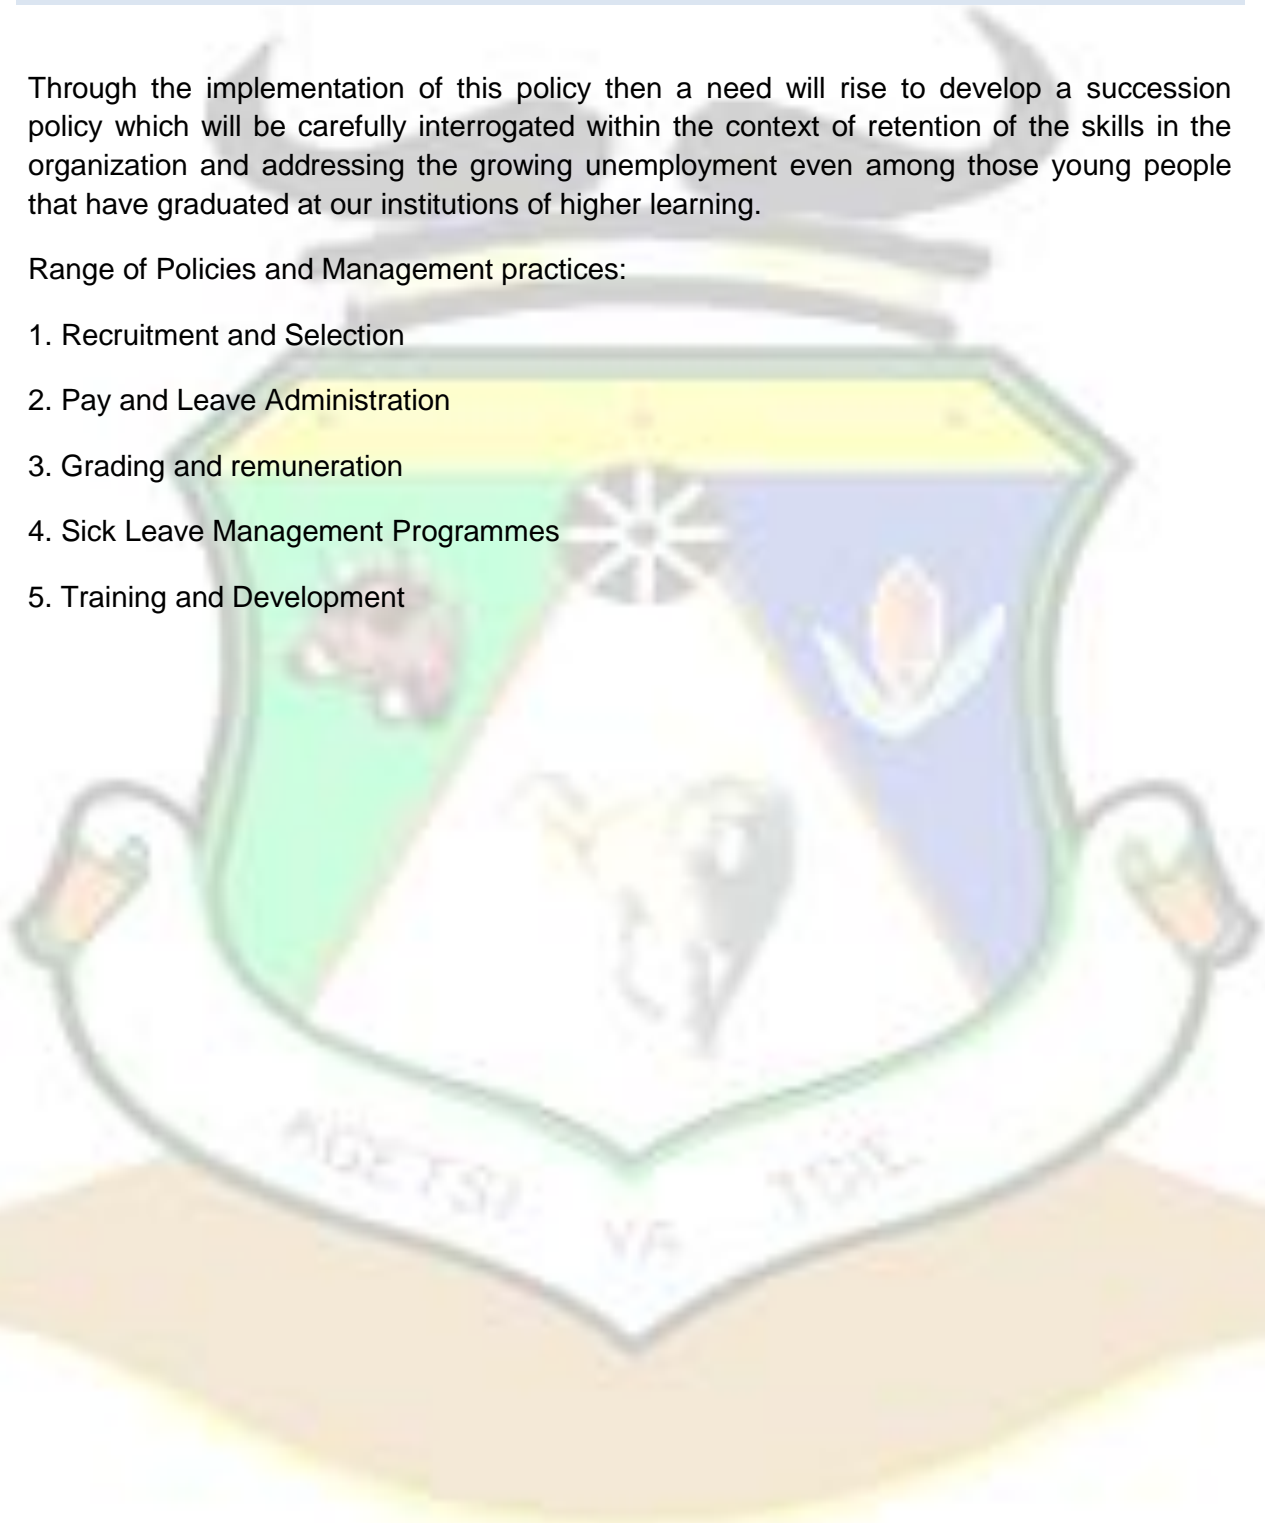 Through the implementation of this policy then a need will rise to develop a succession
policy which will be carefully interrogated within the context of retention of the skills in the
organization and addressing the growing unemployment even among those young people
that have graduated at our institutions of higher learning.
Range of Policies and Management practices:
1. Recruitment and Selection
2. Pay and Leave Administration
3. Grading and remuneration
4. Sick Leave Management Programmes
5. Training and Development
YA